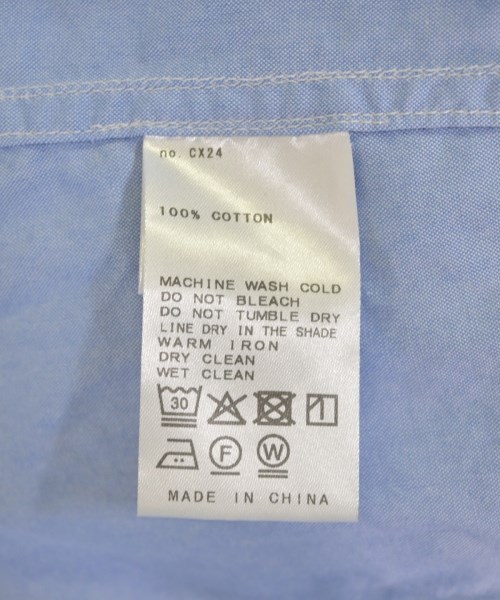 no. CX24
100% COTTON
MACHINE WASH COLD
DO NOT BLEACH
DO NOT TUMBLE DRY
LINE DRY IN THE SHADE
WARM IRON
DRY CLEAN
WET CLEAN
30
F W
MADE IN CHINA